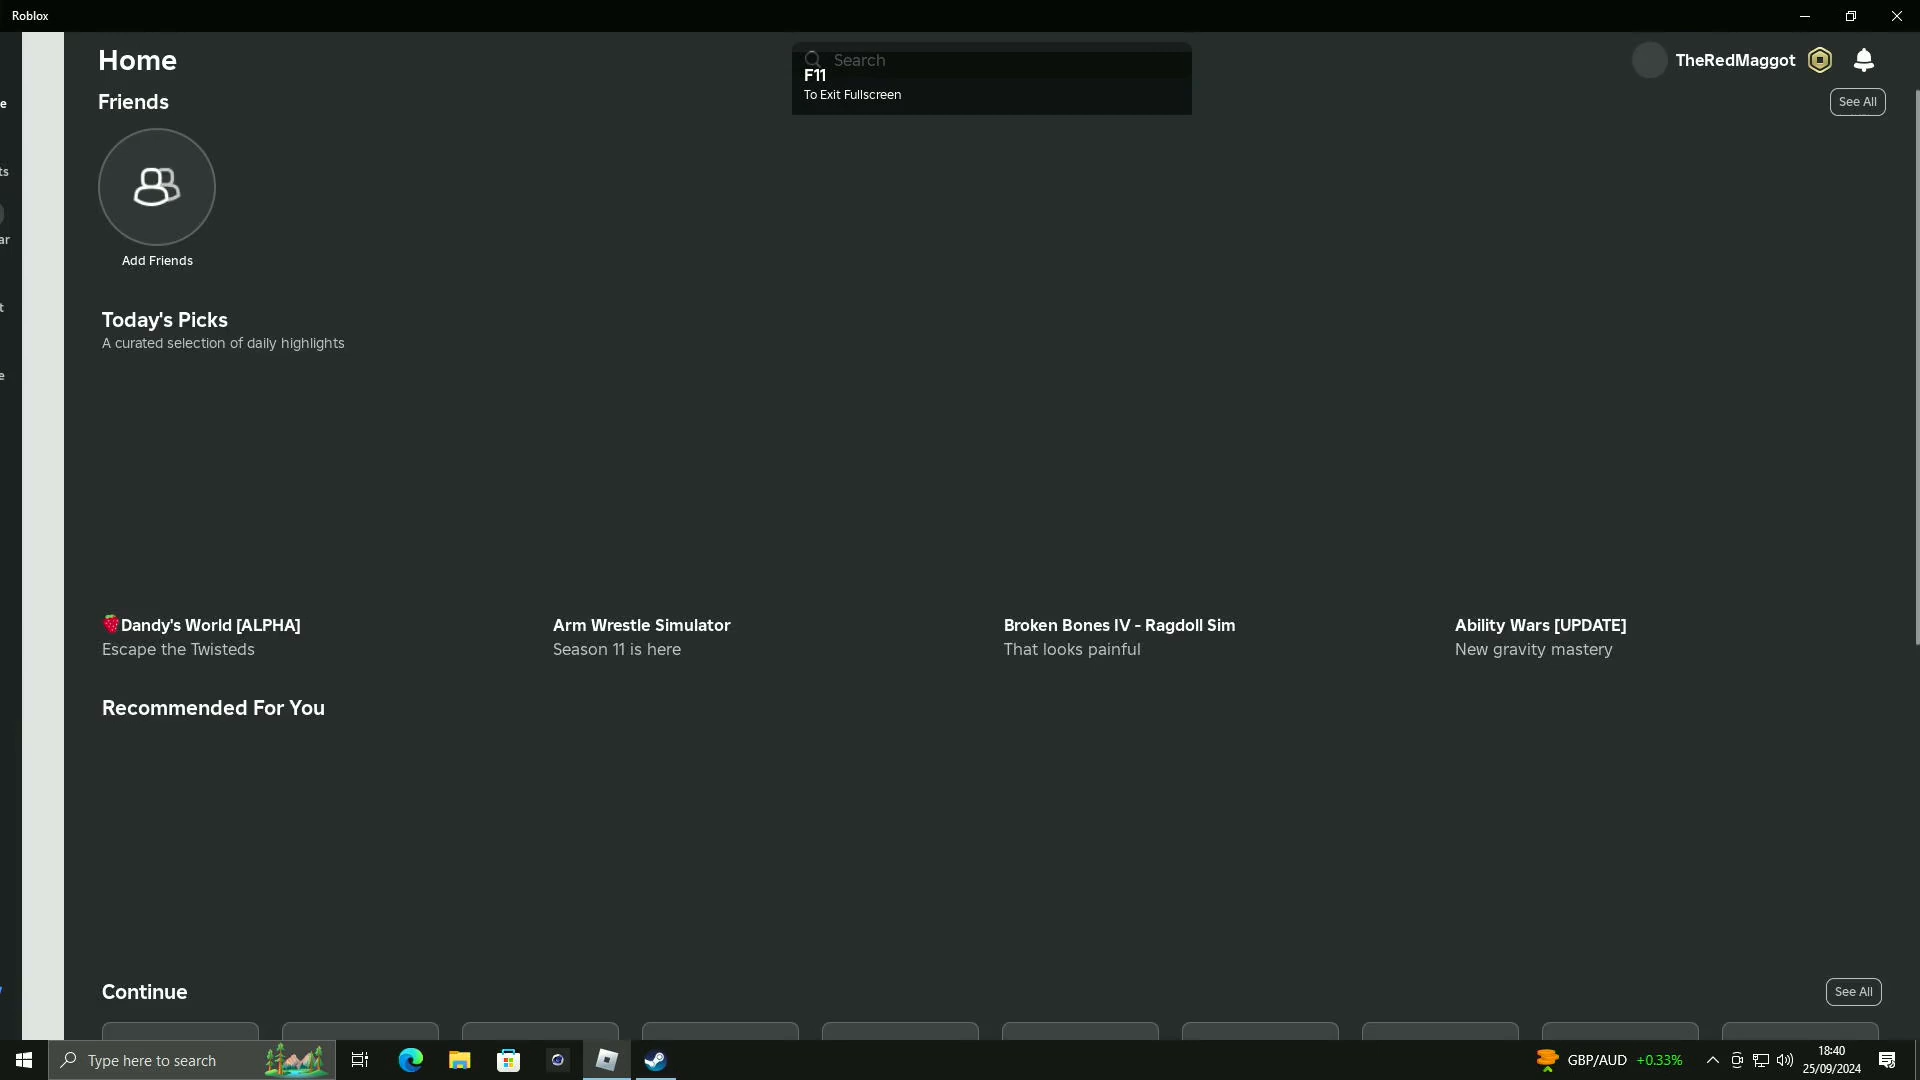 Roblox
Home
Search
F11
To Exit Fullscreen
TheRedMaggot
Friends
See All
Add Friends
Today's Picks
A curated selection of daily highlights
Dandy's World [ALPHA]
Escape the Twisteds
Arm Wrestle Simulator
Season 11 is here
Broken Bones IV - Ragdoll Sim
That looks painful
Ability Wars [UPDATE]
New gravity mastery
Recommended For You
Continue
See All
Type here to search
GBP/AUD +0.33%
18:40
25/09/2024